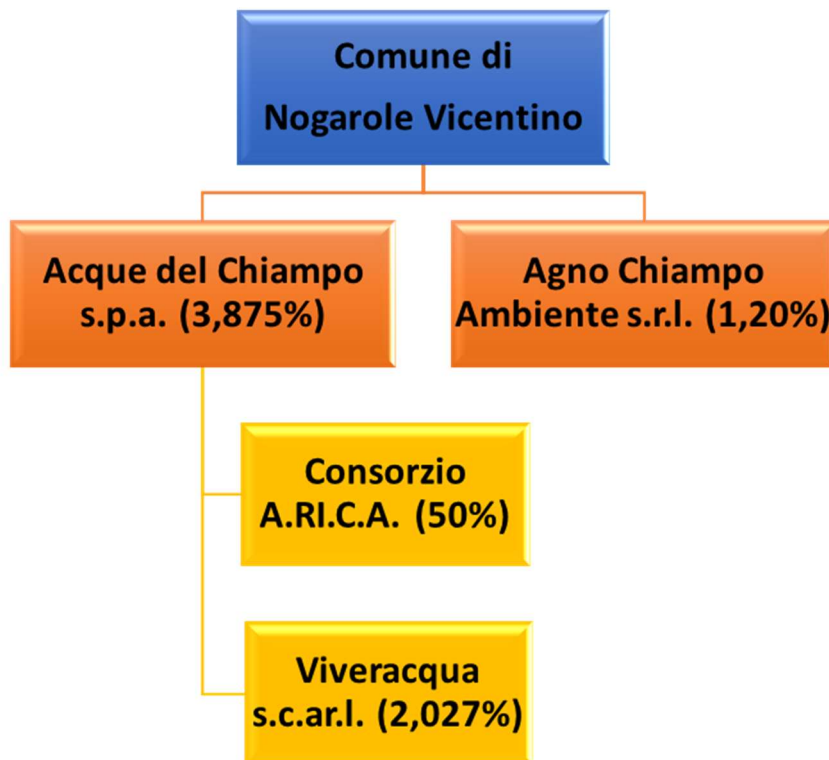 Comune di
Nogarole Vicentino
Acque del Chiampo
s.p.a. (3,875%)
Agno Chiampo
Ambiente s.r.l. (1,20%)
Consorzio
A.RI.C.A. (50%)
Viveracqua
s.c.ar.l. (2,027%)